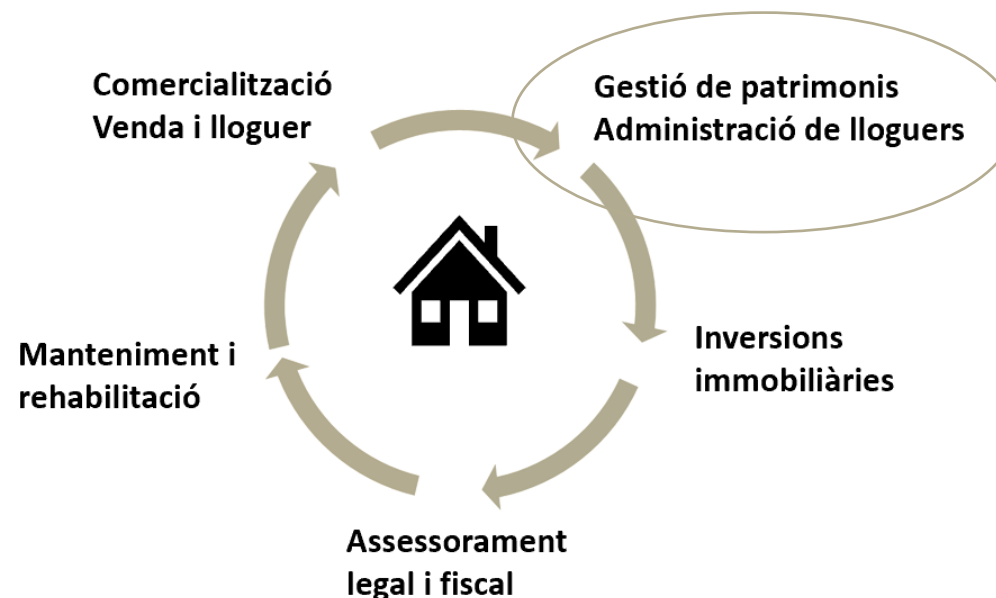 Comercialització
Venda i lloguer
Gestió de patrimonis
Administració de lloguers
Inversions
immobiliàries
Assessorament
legal i fiscal
Manteniment i
rehabilitació